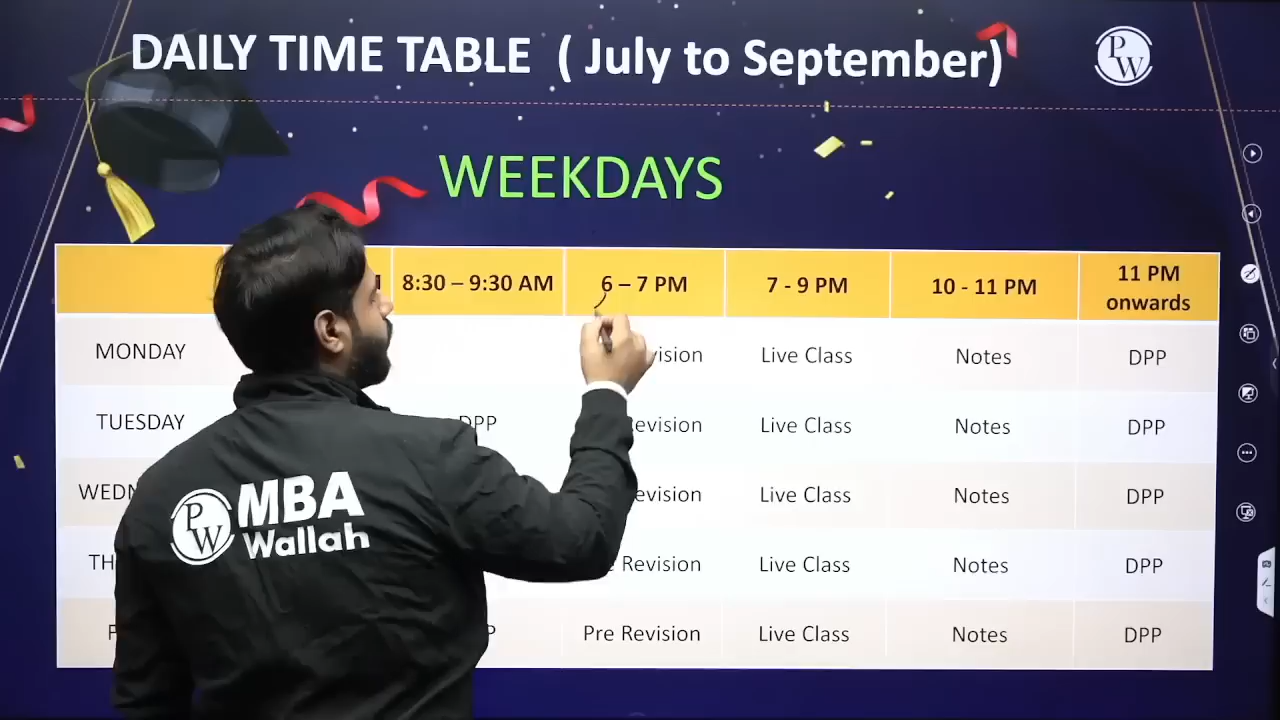 DAILY TIME TABLE ( July to September)
PW
WEEKDAYS
8:30 – 9:30 AM 6 – 7 PM 7 - 9 PM 10 - 11 PM 11 PM onwards
MONDAY Live Class Notes DPP
TUESDAY DPP Live Class Notes DPP
Live Class Notes DPP
Revision Live Class Notes DPP
Pre Revision Live Class Notes DPP
PW MBA
Wallah